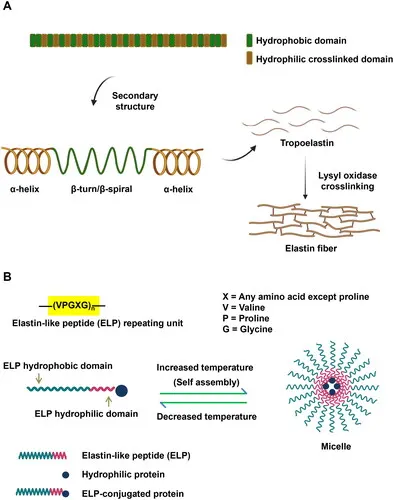 A
Hydrophobic domain
Hydrophilic crosslinked domain
Secondary
structure
Tropoelastin
α-helix
β-turn/β-spiral
α-helix
Lysyl oxidase
crosslinking
Elastin fiber
B
(VPGXG)n
Elastin-like peptide (ELP) repeating unit
X = Any amino acid except proline
V = Valine
P = Proline
G = Glycine
ELP hydrophobic domain
ELP hydrophilic domain
Increased temperature
(Self assembly)
Decreased temperature
Micelle
Elastin-like peptide (ELP)
Hydrophilic protein
ELP-conjugated protein